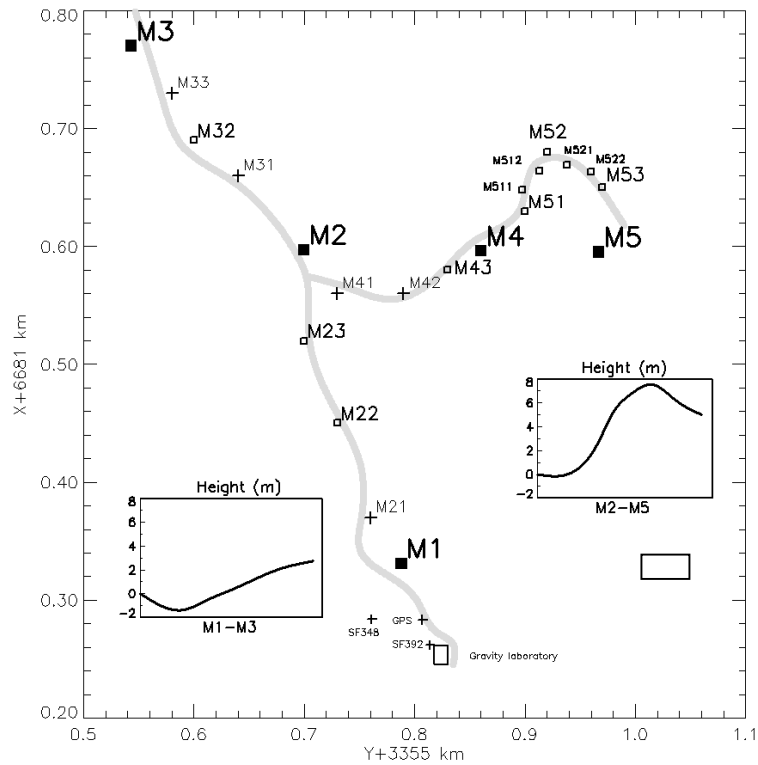 0.80
M3
M33
0.70
M32
M52
M521
M512
M522
M31
M53
M511
M51
M2
M4
M5
0.60
M43
M41
M42
M23
0.50
X+6681 km
Height (m)
8
6
4
2
0
-2
M2-M5
M22
0.40
Height (m)
8
6
4
2
0
-2
M1-M3
M21
M1
0.30
SF348
GPS
SF392
Gravity laboratory
0.20
0.5
0.6
0.7
0.8
0.9
1.0
1.1
Y+3355 km